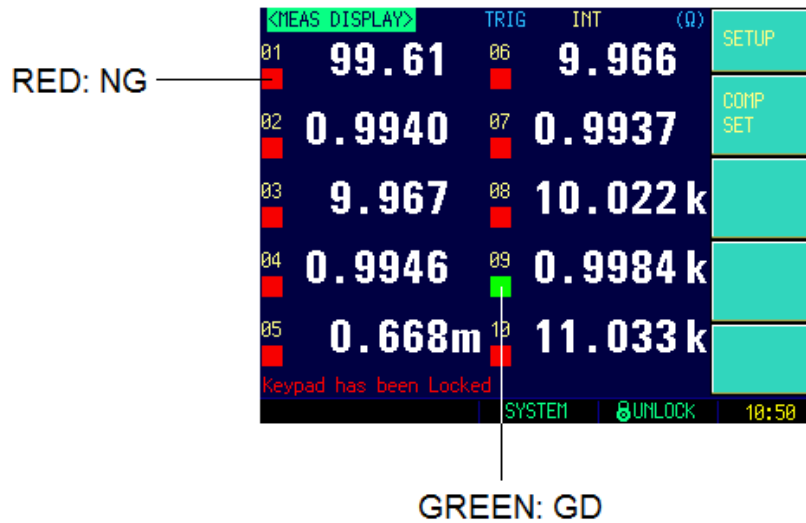 <MEAS DISPLAY> TRIG INT (Ω)
SETUP
01 99.61 06 9.966
RED: NG
COMP
SET
02 0.9940 07 0.9937
03 9.967 08 10.022k
04 0.9946 09 0.9984k
05 0.668m 10 11.033k
Keypad has been Locked
SYSTEM UNLOCK 10:50
GREEN: GD